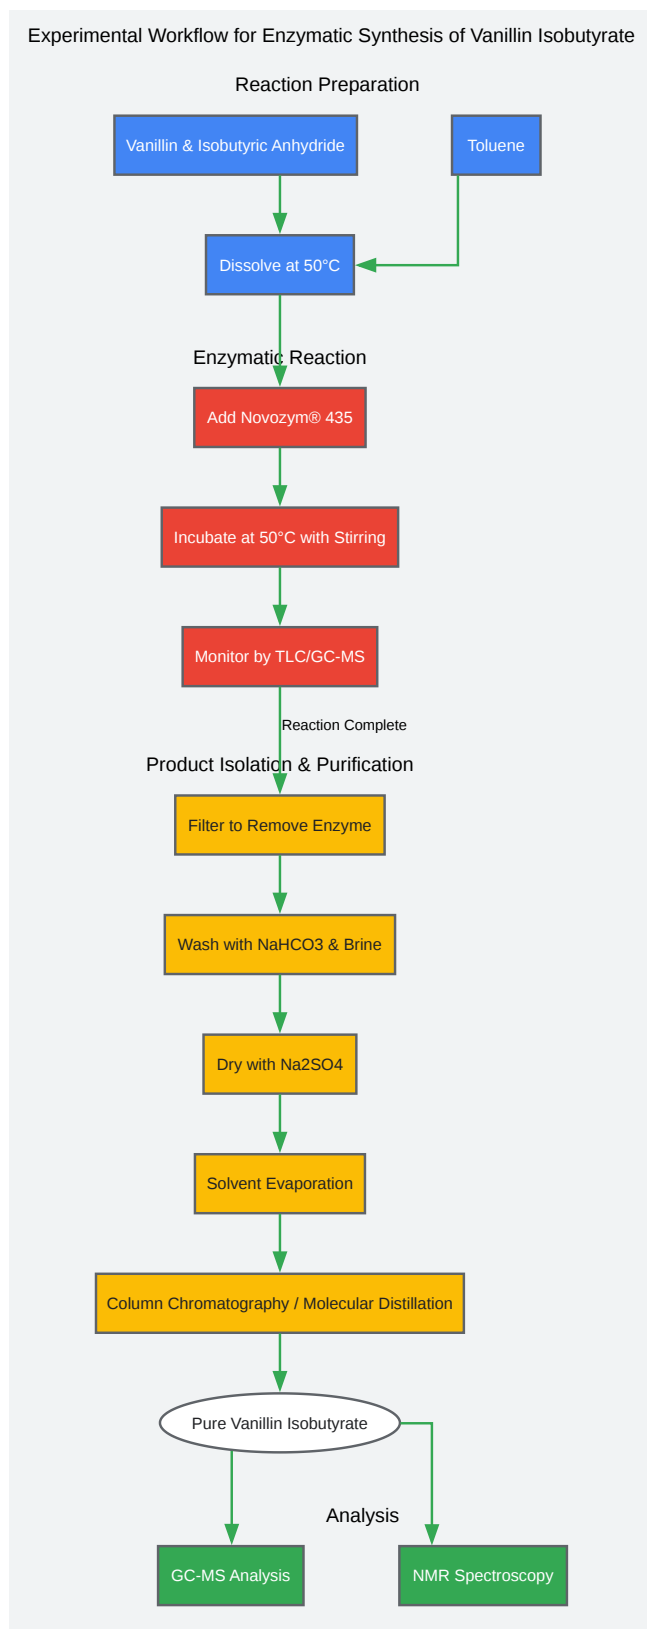 Experimental Workflow for Enzymatic Synthesis of Vanillin Isobutyrate
Reaction Preparation
Vanillin & Isobutyric Anhydride
Toluene
Dissolve at 50°C
Enzymatic Reaction
Add Novozym® 435
Incubate at 50°C with Stirring
Monitor by TLC/GC-MS
Reaction Complete
Product Isolation & Purification
Filter to Remove Enzyme
Wash with NaHCO3 & Brine
Dry with Na2SO4
Solvent Evaporation
Column Chromatography / Molecular Distillation
Pure Vanillin Isobutyrate
Analysis
GC-MS Analysis
NMR Spectroscopy